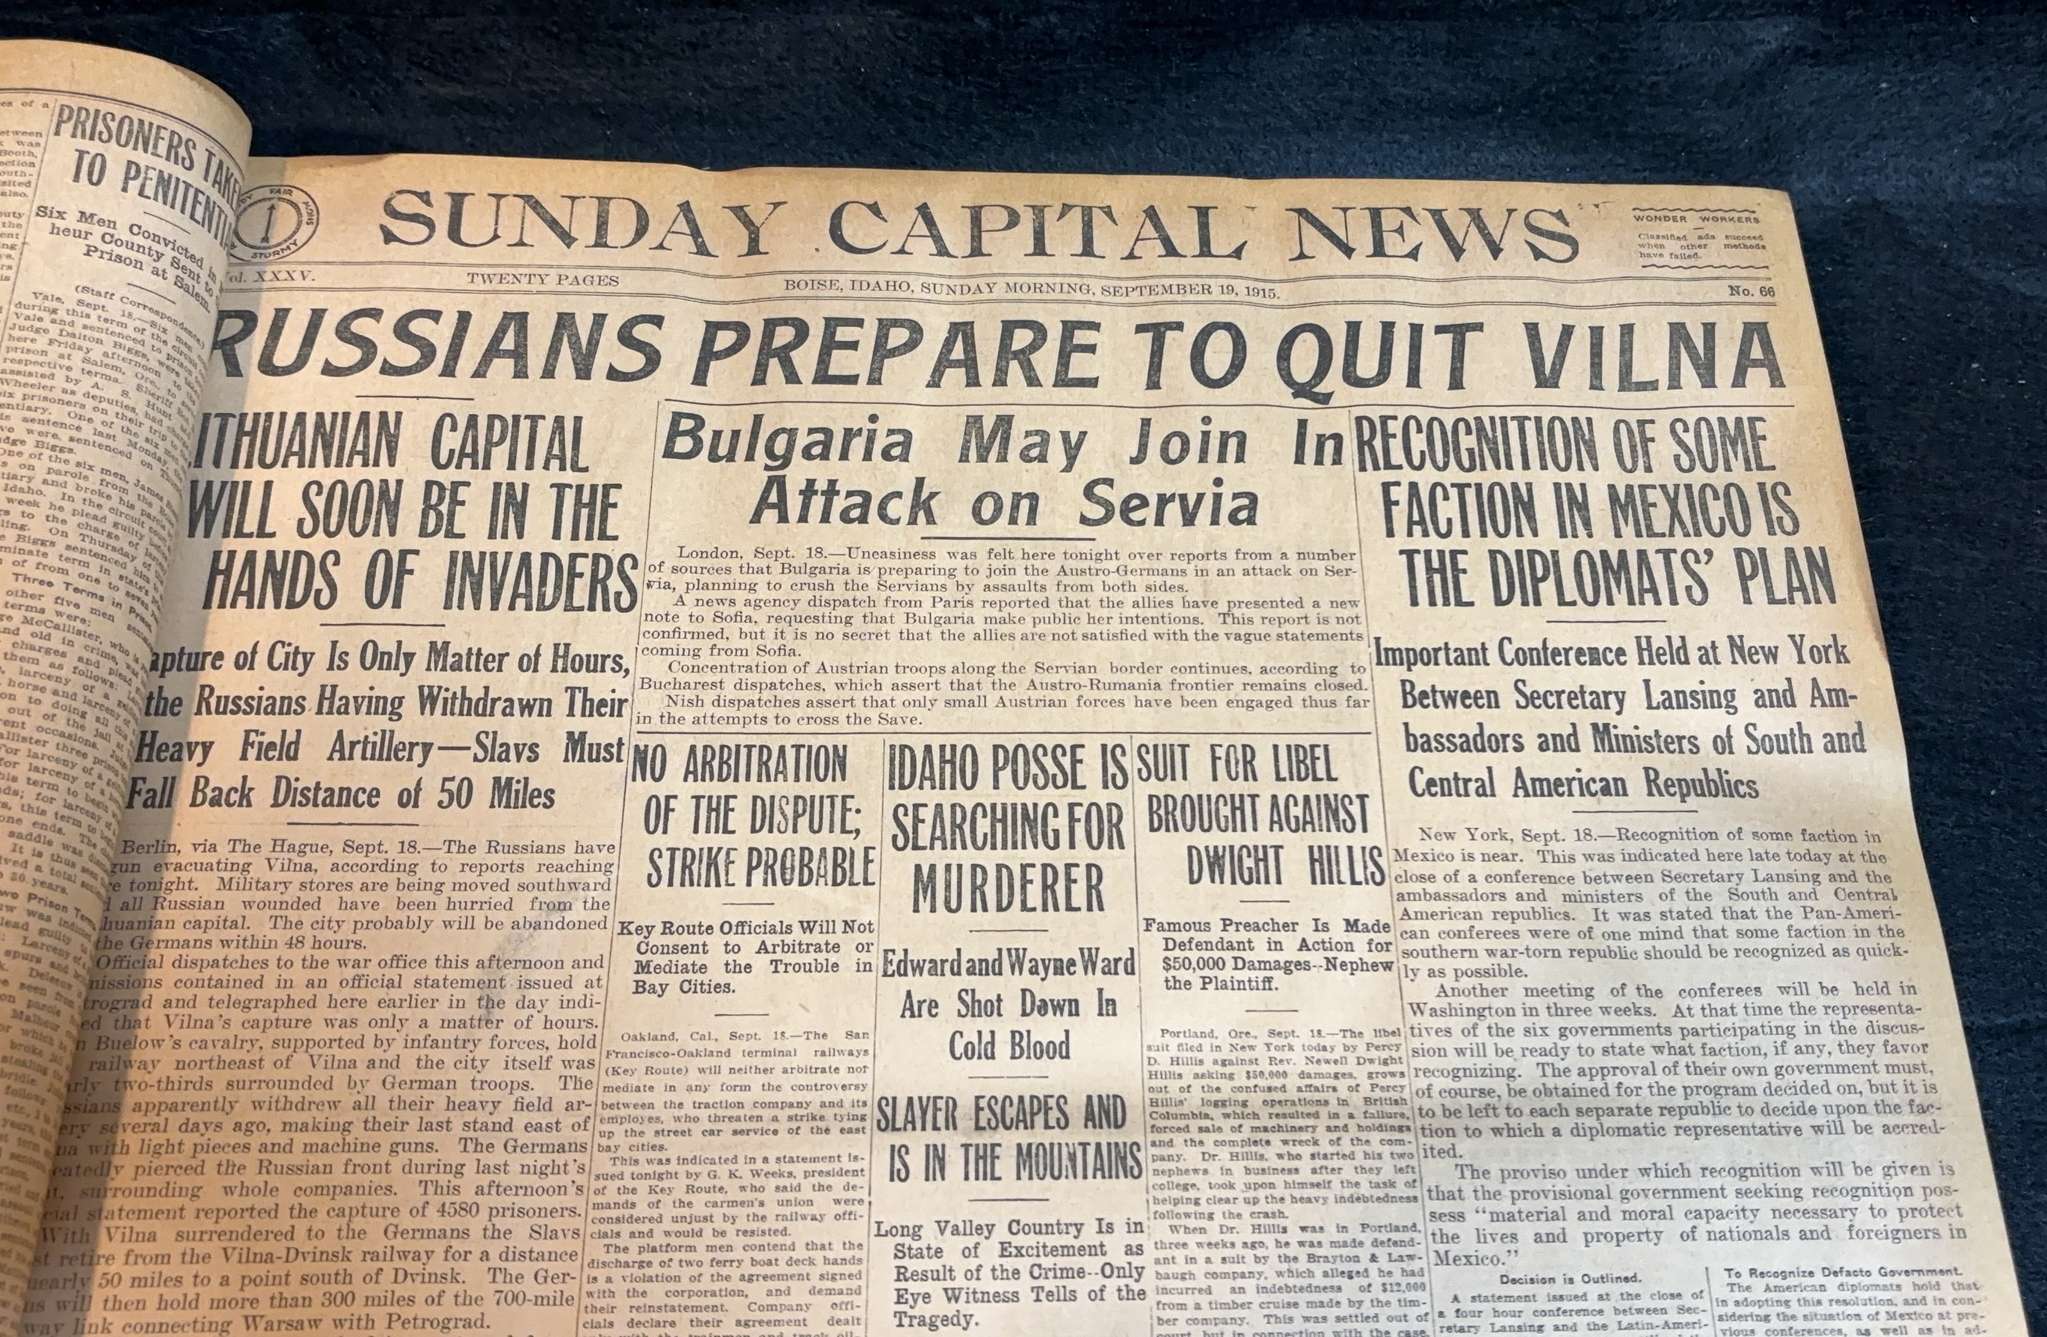 PRISONERS TAKEN
TO PENITENTI
Six Men Convicted in
heur County Sent to
Prison at Salem.
(Staff Correspondence.)
Vale, Sept. 18.—Six men
FAIR
STORMY
SUNDAY CAPITAL NEWS
WONDER WORKERS
Classified ads succeed
when other methods
have failed.
Vol. XXXV.
TWENTY PAGES
BOISE, IDAHO, SUNDAY MORNING, SEPTEMBER 19, 1915.
No. 66
RUSSIANS PREPARE TO QUIT VILNA
ITHUANIAN CAPITAL
WILL SOON BE IN THE
HANDS OF INVADERS
apture of City Is Only Matter of Hours,
the Russians Having Withdrawn Their
Heavy Field Artillery—Slavs Must
Fall Back Distance of 50 Miles
Berlin, via The Hague, Sept. 18.—The Russians have
gun evacuating Vilna, according to reports reaching
e tonight. Military stores are being moved southward
all Russian wounded have been hurried from the
huanian capital. The city probably will be abandoned
the Germans within 48 hours.
Official dispatches to the war office this afternoon and
missions contained in an official statement issued at
trograd and telegraphed here earlier in the day indi-
ed that Vilna's capture was only a matter of hours.
n Buelow's cavalry, supported by infantry forces, hold
railway northeast of Vilna and the city itself was
rly two-thirds surrounded by German troops. The
ssians apparently withdrew all their heavy field ar-
ery several days ago, making their last stand east of
na with light pieces and machine guns. The Germans
eatedly pierced the Russian front during last night's
t, surrounding whole companies. This afternoon's
cial statement reported the capture of 4580 prisoners.
With Vilna surrendered to the Germans the Slavs
st retire from the Vilna-Dvinsk railway for a distance
nearly 50 miles to a point south of Dvinsk. The Ger-
ns will then hold more than 300 miles of the 700-mile
way link connecting Warsaw with Petrograd.
Bulgaria May Join In
Attack on Servia
London, Sept. 18.—Uneasiness was felt here tonight over reports from a number
of sources that Bulgaria is preparing to join the Austro-Germans in an attack on Ser-
via, planning to crush the Servians by assaults from both sides.
A news agency dispatch from Paris reported that the allies have presented a new
note to Sofia, requesting that Bulgaria make public her intentions. This report is not
confirmed, but it is no secret that the allies are not satisfied with the vague statements
coming from Sofia.
Concentration of Austrian troops along the Servian border continues, according to
Bucharest dispatches, which assert that the Austro-Rumania frontier remains closed.
Nish dispatches assert that only small Austrian forces have been engaged thus far
in the attempts to cross the Save.
NO ARBITRATION
OF THE DISPUTE;
STRIKE PROBABLE
Key Route Officials Will Not
Consent to Arbitrate or
Mediate the Trouble in
Bay Cities.
Oakland, Cal., Sept. 18.—The San
Francisco-Oakland terminal railways
(Key Route) will neither arbitrate nor
mediate in any form the controversy
between the traction company and its
employes, who threaten a strike tying
up the street car service of the east
bay cities.
This was indicated in a statement is-
sued tonight by G. K. Weeks, president
of the Key Route, who said the de-
mands of the carmen's union were
considered unjust by the railway offi-
cials and would be resisted.
The platform men contend that the
discharge of two ferry boat deck hands
is a violation of the agreement signed
with the corporation, and demand
their reinstatement. Company offi-
cials declare their agreement dealt
IDAHO POSSE IS
SEARCHING FOR
MURDERER
Edward and Wayne Ward
Are Shot Down In
Cold Blood
SLAYER ESCAPES AND
IS IN THE MOUNTAINS
Long Valley Country Is in
State of Excitement as
Result of the Crime--Only
Eye Witness Tells of the
Tragedy.
SUIT FOR LIBEL
BROUGHT AGAINST
DWIGHT HILLIS
Famous Preacher Is Made
Defendant in Action for
$50,000 Damages--Nephew
the Plaintiff.
Portland, Ore., Sept. 18.—The libel
suit filed in New York today by Percy
D. Hillis against Rev. Newell Dwight
Hillis asking $50,000 damages, grows
out of the confused affairs of Percy
Hillis' logging operations in British
Columbia, which resulted in a failure,
forced sale of machinery and holdings
and the complete wreck of the com-
pany. Dr. Hillis, who started his two
nephews in business after they left
college, took upon himself the task of
helping clear up the heavy indebtedness
following the crash.
When Dr. Hillis was in Portland,
three weeks ago, he was made defend-
ant in a suit by the Brayton & Law-
baugh company, which alleged he had
incurred an indebtedness of $12,000
from a timber cruise made by the tim-
ber company. This was settled out of
court, but in connection with the case
RECOGNITION OF SOME
FACTION IN MEXICO IS
THE DIPLOMATS' PLAN
Important Conference Held at New York
Between Secretary Lansing and Am-
bassadors and Ministers of South and
Central American Republics
New York, Sept. 18.—Recognition of some faction in
Mexico is near. This was indicated here late today at the
close of a conference between Secretary Lansing and the
ambassadors and ministers of the South and Central
American republics. It was stated that the Pan-Ameri-
can conferees were of one mind that some faction in the
southern war-torn republic should be recognized as quick-
ly as possible.
Another meeting of the conferees will be held in
Washington in three weeks. At that time the representa-
tives of the six governments participating in the discus-
sion will be ready to state what faction, if any, they favor
recognizing. The approval of their own government must,
of course, be obtained for the program decided on, but it is
to be left to each separate republic to decide upon the fac-
tion to which a diplomatic representative will be accred-
ited.
The proviso under which recognition will be given is
that the provisional government seeking recognition pos-
sess "material and moral capacity necessary to protect
the lives and property of nationals and foreigners in
Mexico."
Decision is Outlined.
A statement issued at the close of
a four hour conference between Sec-
retary Lansing and the Latin-Ameri-
To Recognize Defacto Government.
The American diplomats hold that
in adopting this resolution, and in con-
sidering the situation of Mexico at pre-
vious conferences, as well as in